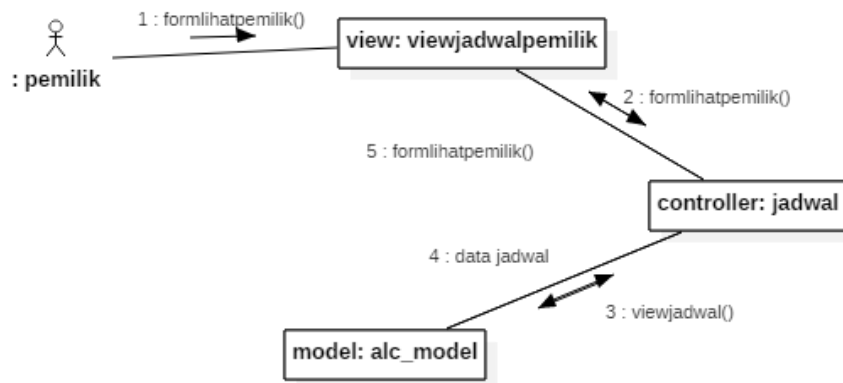 1 : formlihatpemilik()
view: viewjadwalpemilik
: pemilik
2 : formlihatpemilik()
5 : formlihatpemilik()
controller: jadwal
4 : data jadwal
3 : viewjadwal()
model: alc_model